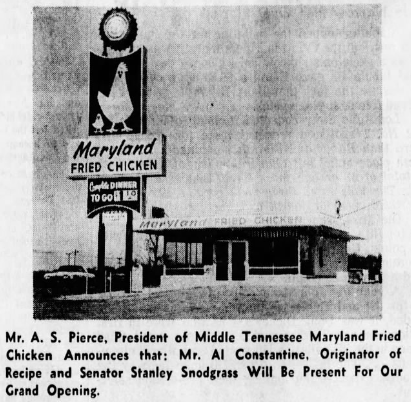 Maryland
FRIED CHICKEN
Complete DINNER
TO GO
Maryland FRIED CHICKEN
Mr. A. S. Pierce, President of Middle Tennessee Maryland Fried
Chicken Announces that: Mr. Al Constantine, Originator of
Recipe and Senator Stanley Snodgrass Will Be Present For Our
Grand Opening.